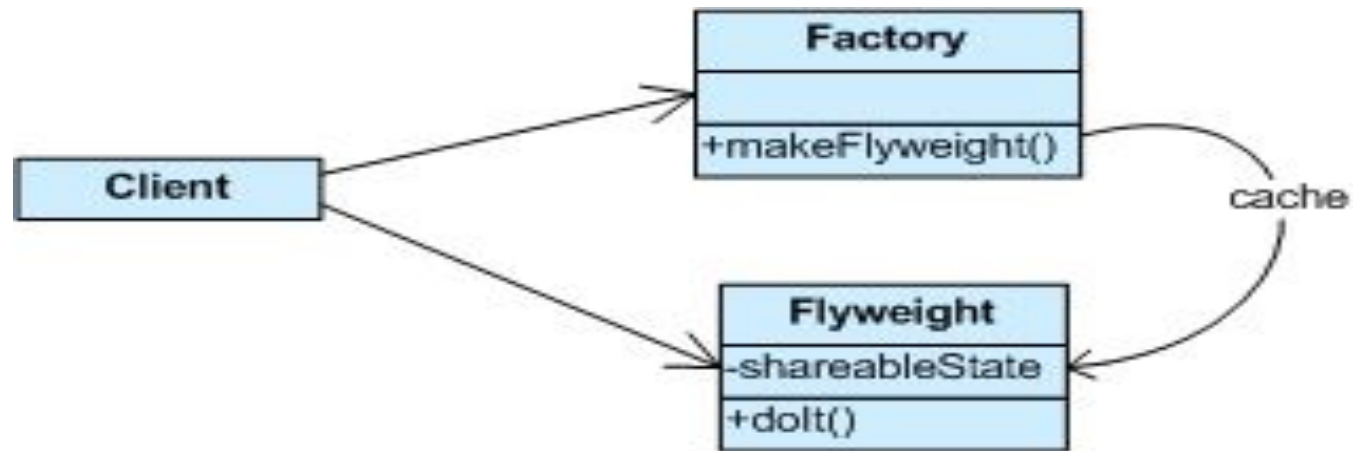 Factory
+makeFlyweight()
Client
cache
Flyweight
-shareableState
+doIt()